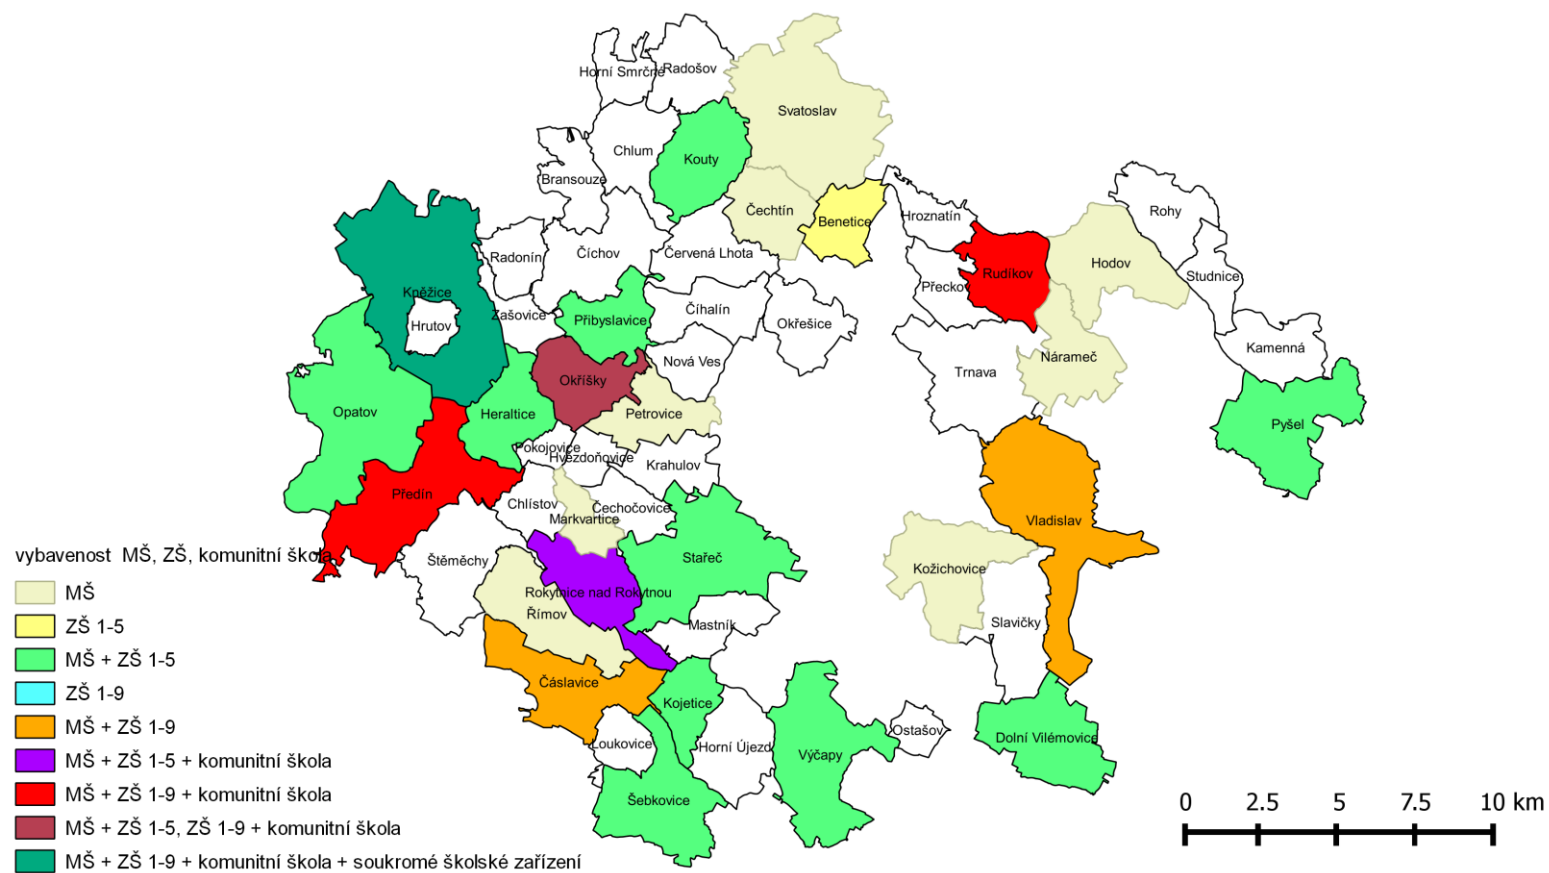 Horní Smrčné
Radošov
Svatoslav
Chlum
Kouty
Bransouze
Čechtín
Benetice
Hroznatín
Rohy
Radonín
Číchov
Červená Lhota
Rudíkov
Hodov
Studnice
Přecko
Kněžice
Hrutov
Zašovice
Přibyslavice
Číhalín
Okřešice
Kamenná
Nová Ves
Nárameč
Trnava
Okříšky
Opatov
Heraltice
Petrovice
Pyšel
Pokojovice
Hvězdoňovice
Krahulov
Předín
Chlístov
Čechočovice
Markvartice
Vladislav
Štěměchy
Stařeč
Kožichovice
Rokytnice nad Rokytnou
Římov
Mastník
Slavičky
Čáslavice
Kojetice
Loukovice
Horní Újezd
Výčapy
Ostašov
Dolní Vilémovice
Šebkovice
vybavenost MŠ, ZŠ, komunitní škola
MŠ
ZŠ 1-5
MŠ + ZŠ 1-5
ZŠ 1-9
MŠ + ZŠ 1-9
MŠ + ZŠ 1-5 + komunitní škola
MŠ + ZŠ 1-9 + komunitní škola
MŠ + ZŠ 1-5, ZŠ 1-9 + komunitní škola
MŠ + ZŠ 1-9 + komunitní škola + soukromé školské zařízení
0 2.5 5 7.5 10 km